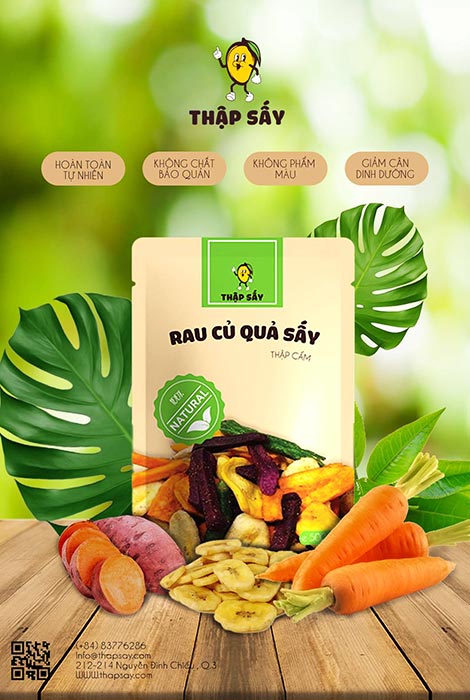 THẬP SẤY
HOÀN TOÀN
TỰ NHIÊN
KHÔNG CHẤT
BẢO QUẢN
KHÔNG PHẨM
MÀU
GIẢM CÂN
DINH DƯỠNG
THẬP SẤY
RAU CỦ QUẢ SẤY
THẬP CẨM
NATURAL
(+84) 83776286
Info@thapsay.com
212-214 Nguyễn Đình Chiểu , Q.3
WWW.thapsay.com